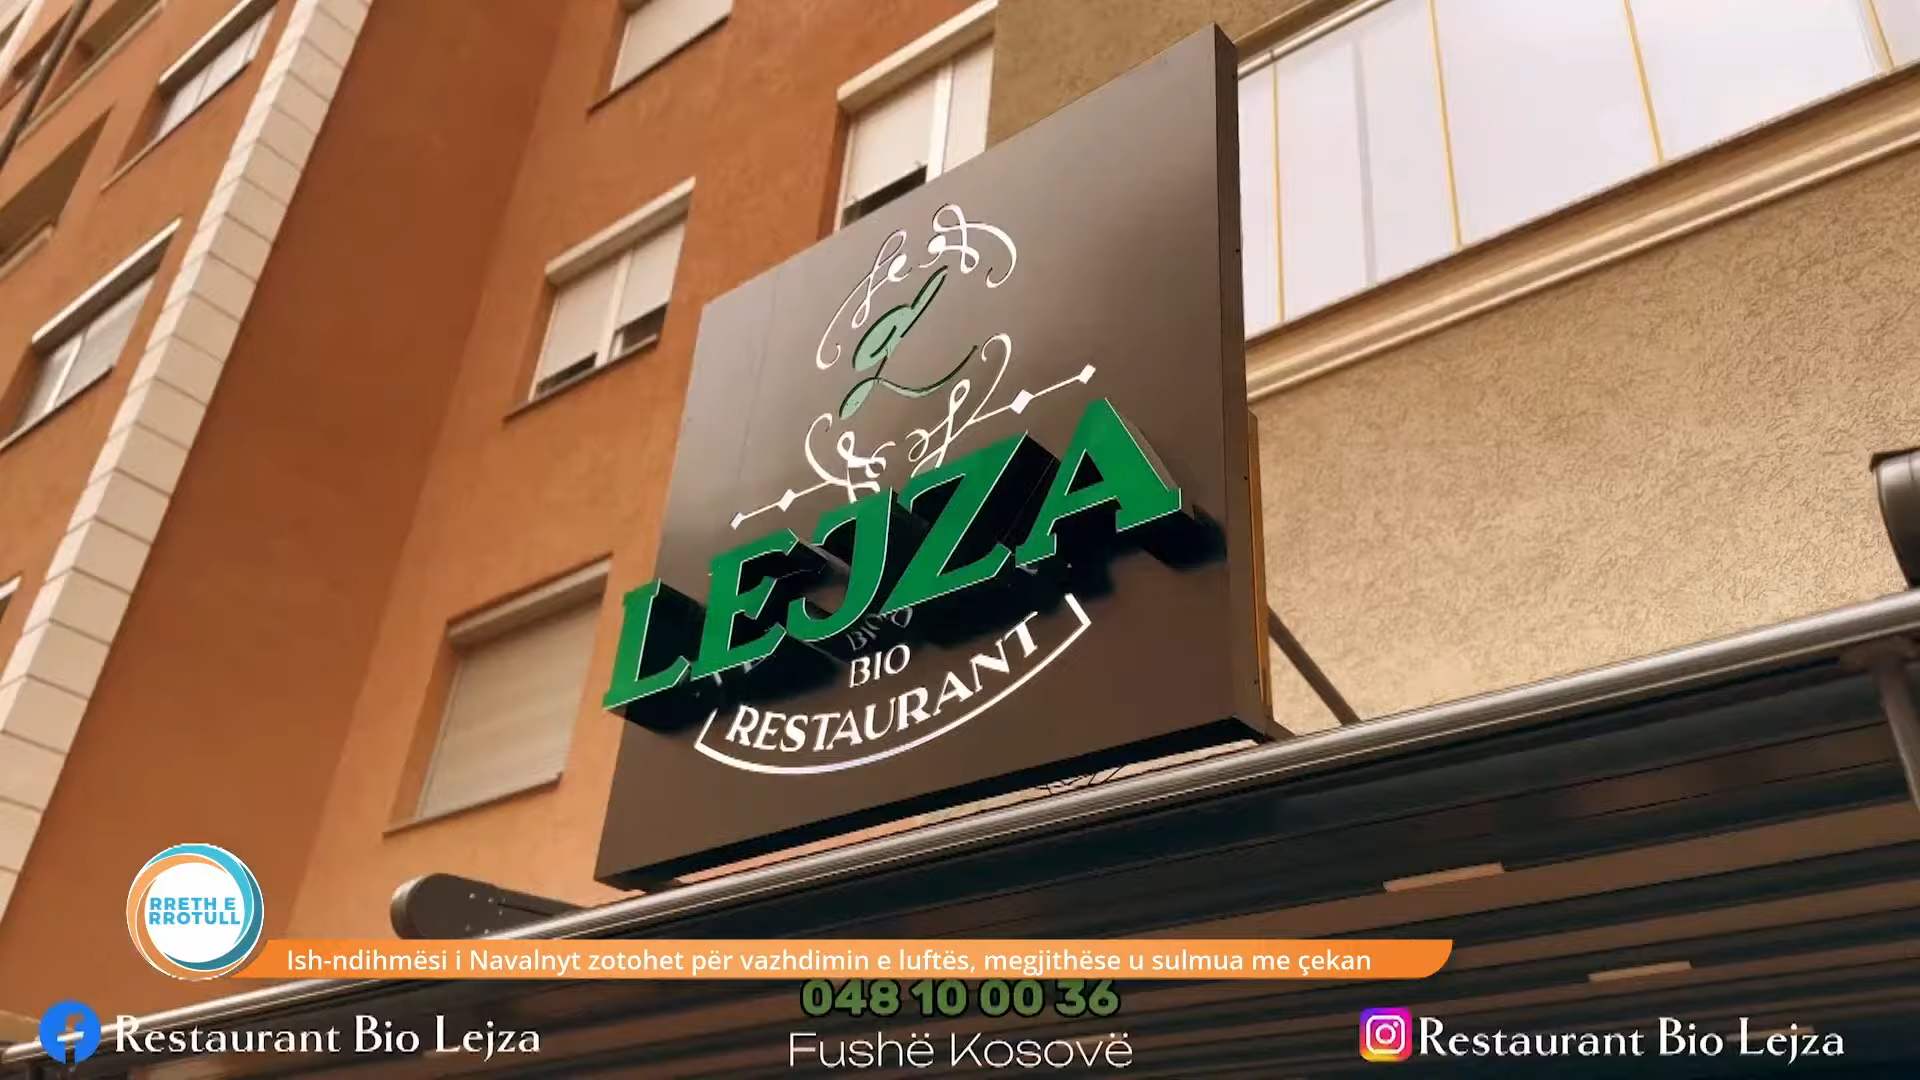 L
LEJZA
BIO
RESTAURANT
RRETH E
RROTULL
Ish-ndihmësi i Navalnyt zotohet për vazhdimin e luftës, megjithëse u sulmua me çekan
048 10 00 36
Fushë Kosovë
Restaurant Bio Lejza
Restaurant Bio Lejza